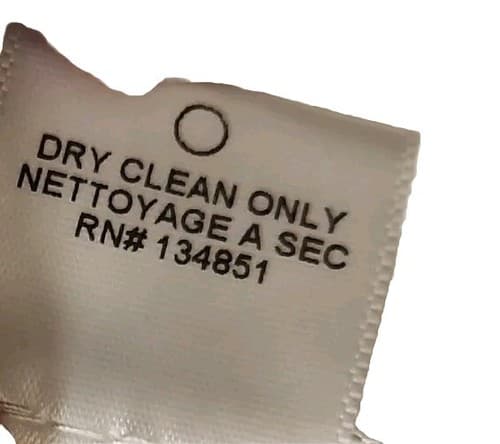 DRY CLEAN ONLY
NETTOYAGE A SEC
RN# 134851